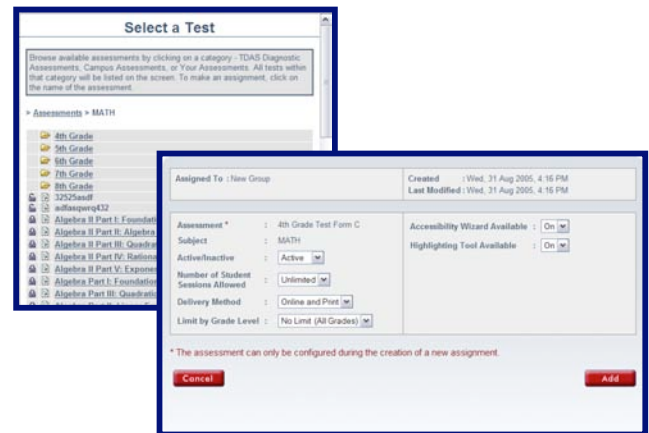 Select a Test
Browse available assessments by clicking on a category - TDAS Diagnostic
Assessments, Campus Assessments, or Your Assessments. All tests within
that category will be listed on the screen. To make an assignment, click on
the name of the assessment.
> Assessments > MATH
4th Grade
5th Grade
6th Grade
7th Grade
8th Grade
32525asdf
adfasqwrq432
Algebra II Part I: Foundati
Algebra II Part II: Algebra
Algebra II Part III: Quadra
Algebra II Part IV: Rationa
Algebra II Part V: Expone
Algebra Part I: Foundation
Algebra Part III: Quadratic
Assigned To : New Group
Created : Wed, 31 Aug 2005, 4:16 PM
Last Modified : Wed, 31 Aug 2005, 4:16 PM
Assessment * : 4th Grade Test Form C
Subject : MATH
Active/Inactive : Active
Number of Student
Sessions Allowed : Unlimited
Delivery Method : Online and Print
Limit by Grade Level : No Limit (All Grades)
Accessibility Wizard Available : On
Highlighting Tool Available : On
* The assessment can only be configured during the creation of a new assignment.
Cancel
Add